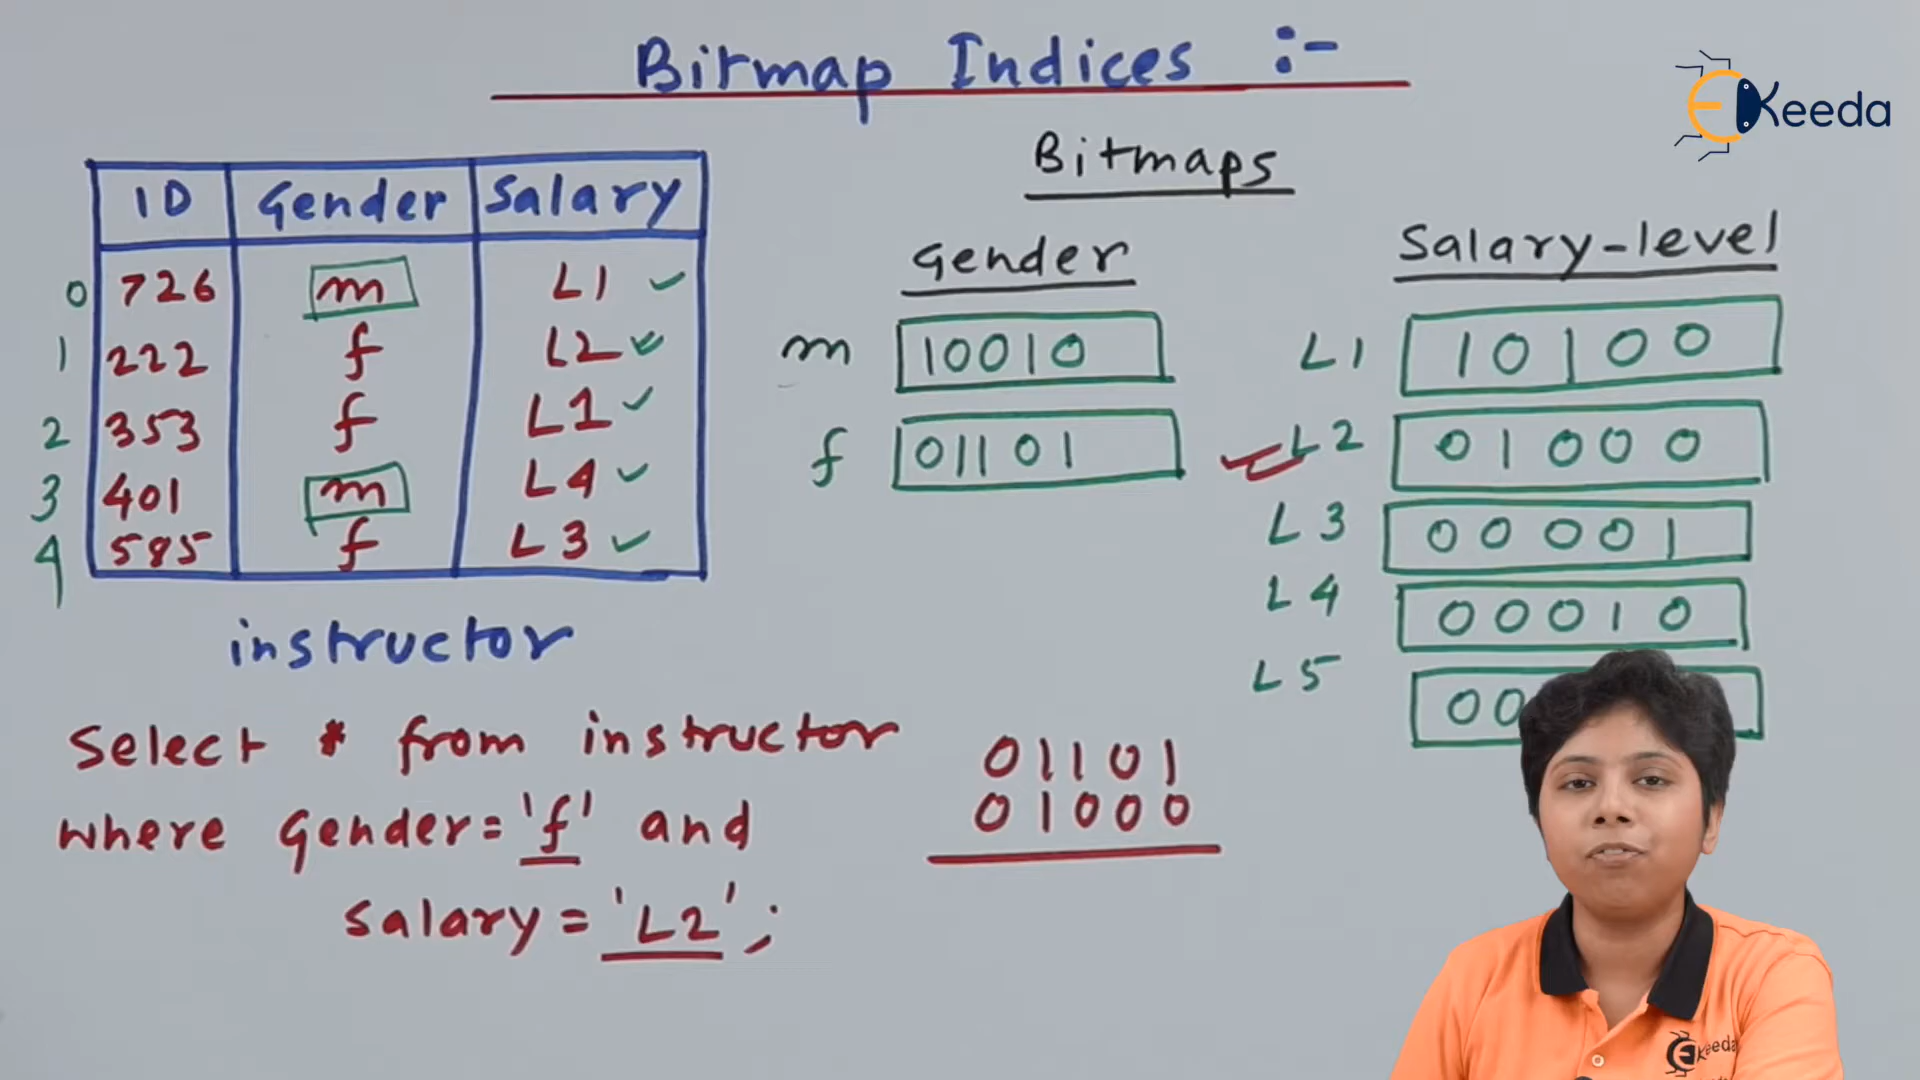 Bitmap Indices :-
EKeeda
Bitmaps
ID Gender Salary
0 726 m L1
1 222 f L2
2 353 f L1
3 401 m L4
4 585 f L3
instructor
Gender
m 10010
f 01101
Salary-level
L1 10100
L2 01000
L3 00001
L4 00010
L5 00
Select * from instructor
where gender='f' and
salary='L2';
01101
01000
EKeeda